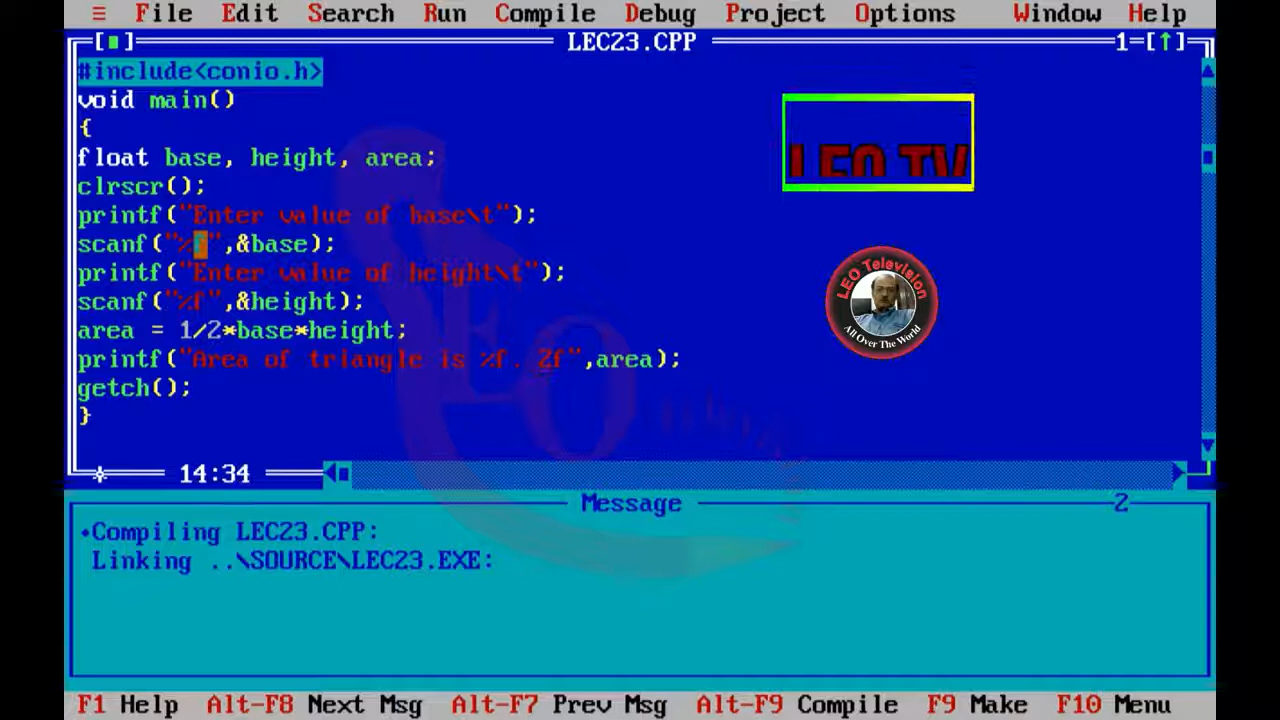 ≡ File Edit Search Run Compile Debug Project Options Window Help
[■] LEC23.CPP 1=[↑]
#include<conio.h>
void main()
{
float base, height, area;
clrscr();
printf("Enter value of base\t");
scanf("%f",&base);
printf("Enter value of height\t");
scanf("%f",&height);
area = 1/2*base*height;
printf("Area of triangle is %f. 2f",area);
getch();
}
14:34
LEO TV
LEO Television
All Over The World
Message 2
•Compiling LEC23.CPP:
Linking ..\SOURCE\LEC23.EXE:
F1 Help Alt-F8 Next Msg Alt-F7 Prev Msg Alt-F9 Compile F9 Make F10 Menu